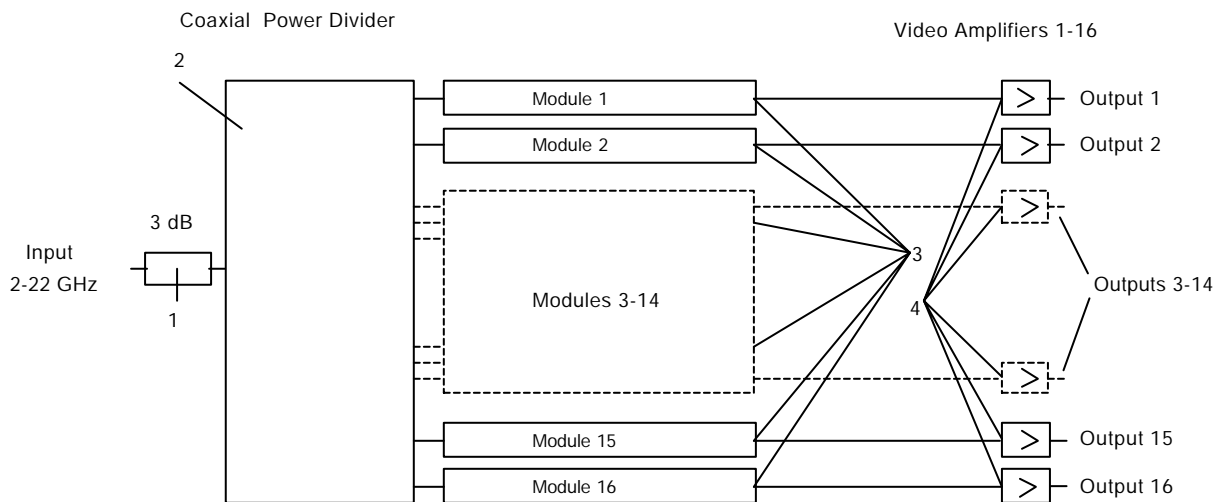 Coaxial Power Divider
Video Amplifiers 1-16
2
Module 1
> Output 1
Module 2
> Output 2
>
3 dB
Input
2-22 GHz
1
Modules 3-14
3
4
Outputs 3-14
>
Module 15
> Output 15
Module 16
> Output 16